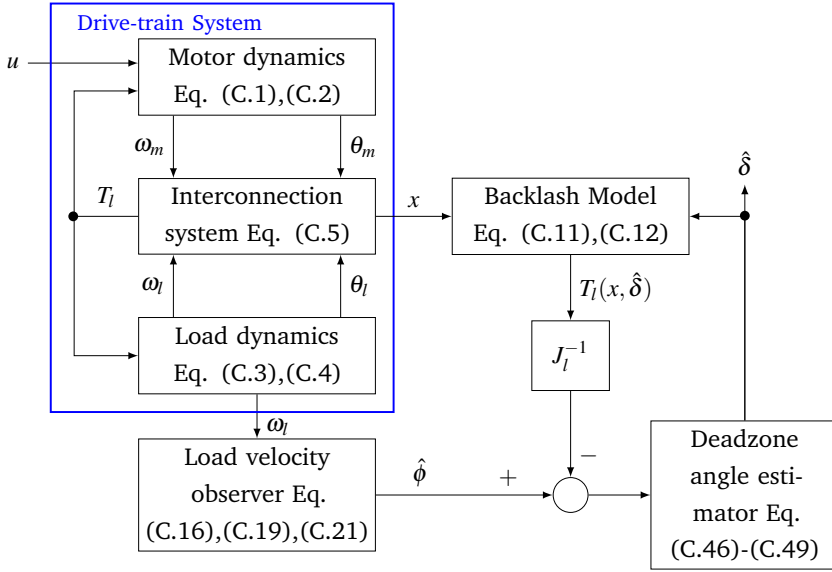 Drive-train System
u
Motor dynamics
Eq. (C.1),(C.2)
ω_m
θ_m
T_l
Interconnection
system Eq. (C.5)
x
Backlash Model
Eq. (C.11),(C.12)
δ̂
ω_l
θ_l
T_l(x, δ̂)
Load dynamics
Eq. (C.3),(C.4)
J_l^{-1}
ω_l
Load velocity
observer Eq.
(C.16),(C.19),(C.21)
ϕ̂
+
−
Deadzone
angle esti-
mator Eq.
(C.46)-(C.49)